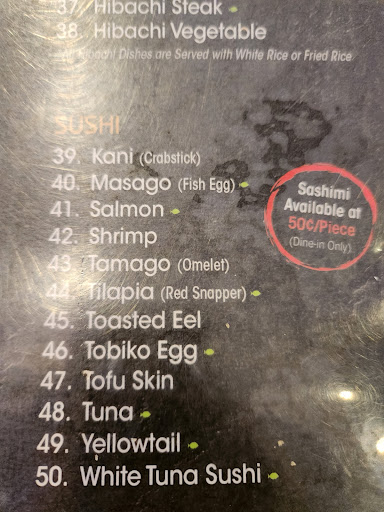 37. Hibachi Steak
38. Hibachi Vegetable
All Hibachi Dishes are Served with White Rice or Fried Rice
SUSHI
39. Kani (Crabstick)
40. Masago (Fish Egg)
41. Salmon
42. Shrimp
43. Tamago (Omelet)
44. Tilapia (Red Snapper)
45. Toasted Eel
46. Tobiko Egg
47. Tofu Skin
48. Tuna
49. Yellowtail
50. White Tuna Sushi
Sashimi
Available at
50¢/Piece
(Dine-in Only)